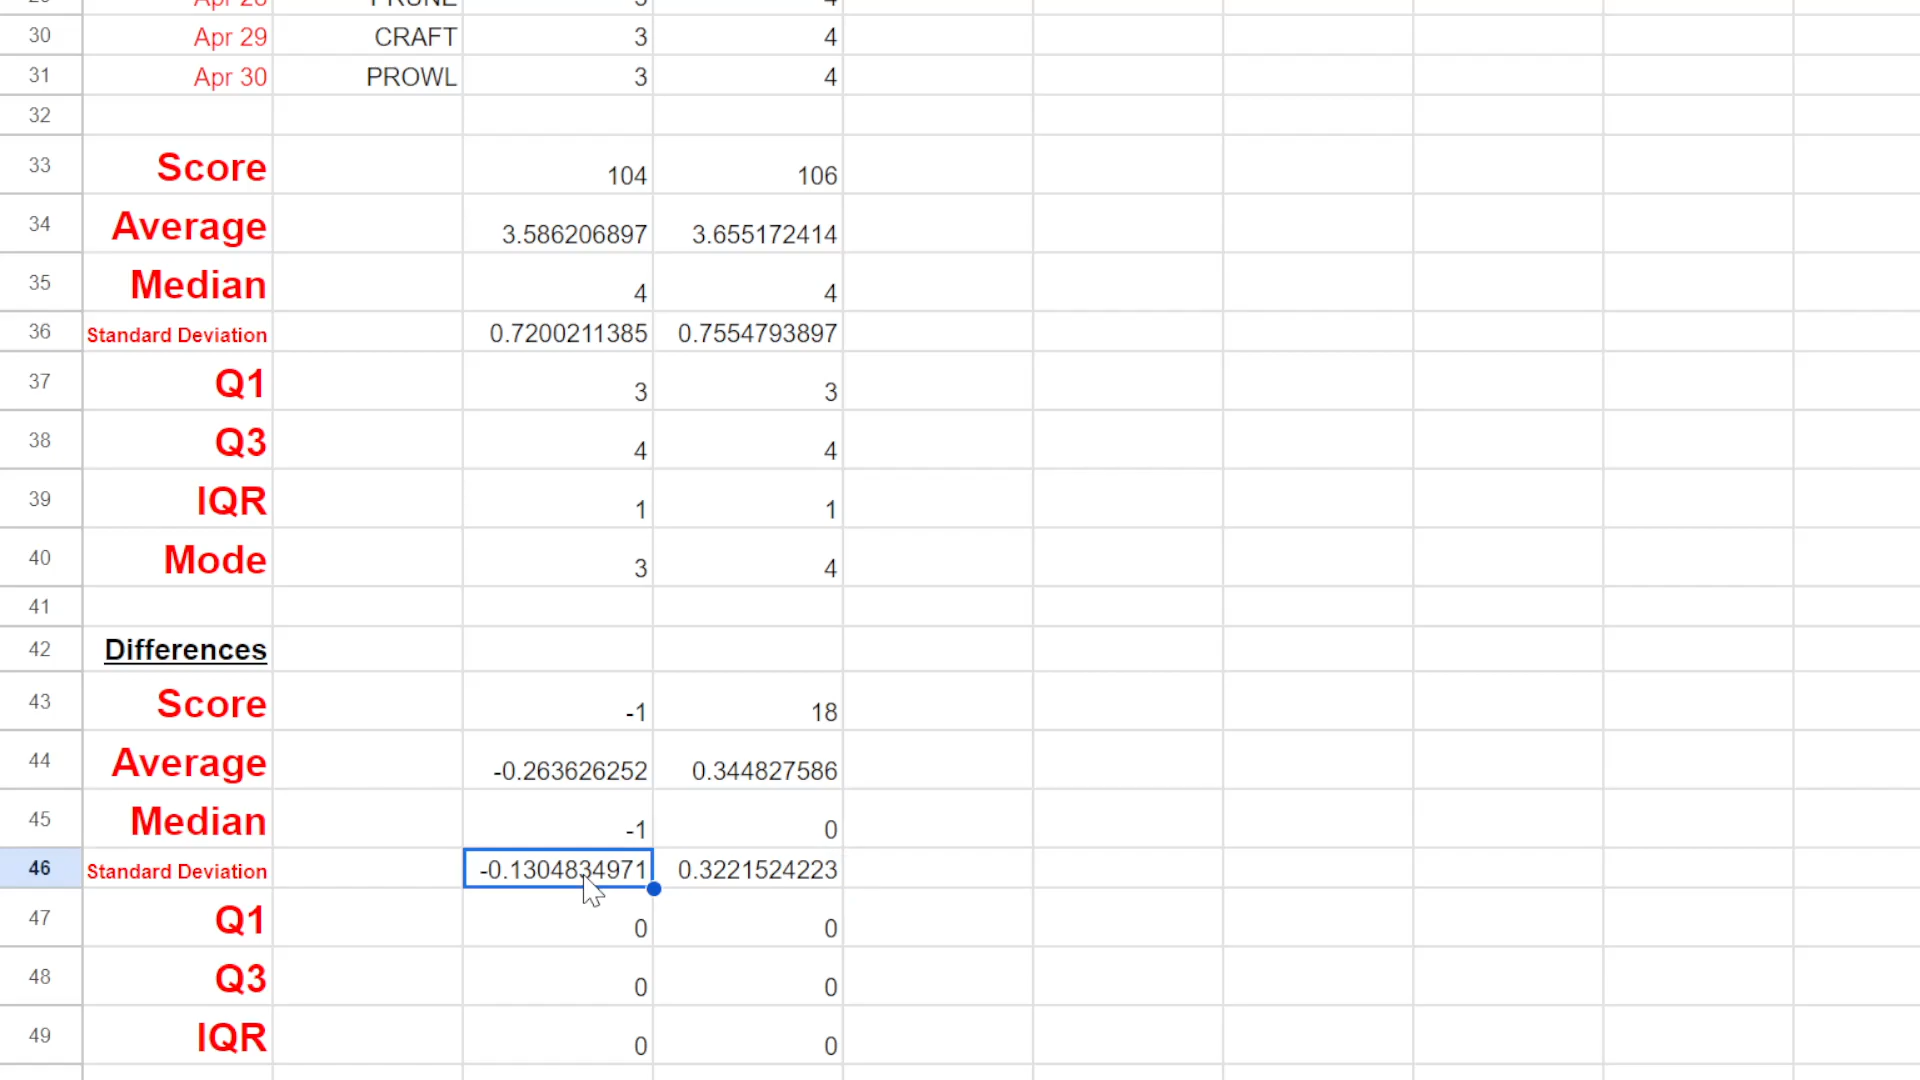 30 Apr 29 CRAFT 3 4
31 Apr 30 PROWL 3 4
32
33 Score 104 106
34 Average 3.586206897 3.655172414
35 Median 4 4
36 Standard Deviation 0.7200211385 0.7554793897
37 Q1 3 3
38 Q3 4 4
39 IQR 1 1
40 Mode 3 4
41
42 Differences
43 Score -1 18
44 Average -0.263626252 0.344827586
45 Median -1 0
46 Standard Deviation -0.1304834971 0.3221524223
47 Q1 0 0
48 Q3 0 0
49 IQR 0 0